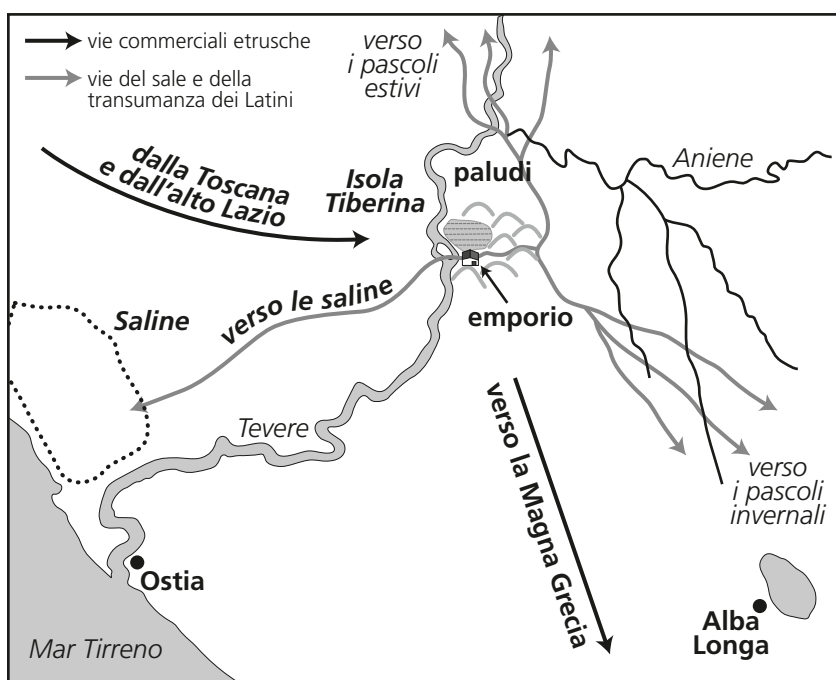 vie commerciali etrusche
vie del sale e della
transumanza dei Latini
verso
i pascoli
estivi
Aniene
dalla Toscana
e dall'alto Lazio
Isola
Tiberina
paludi
verso le saline
emporio
Saline
Tevere
verso la Magna Grecia
verso
i pascoli
invernali
Ostia
Alba
Longa
Mar Tirreno